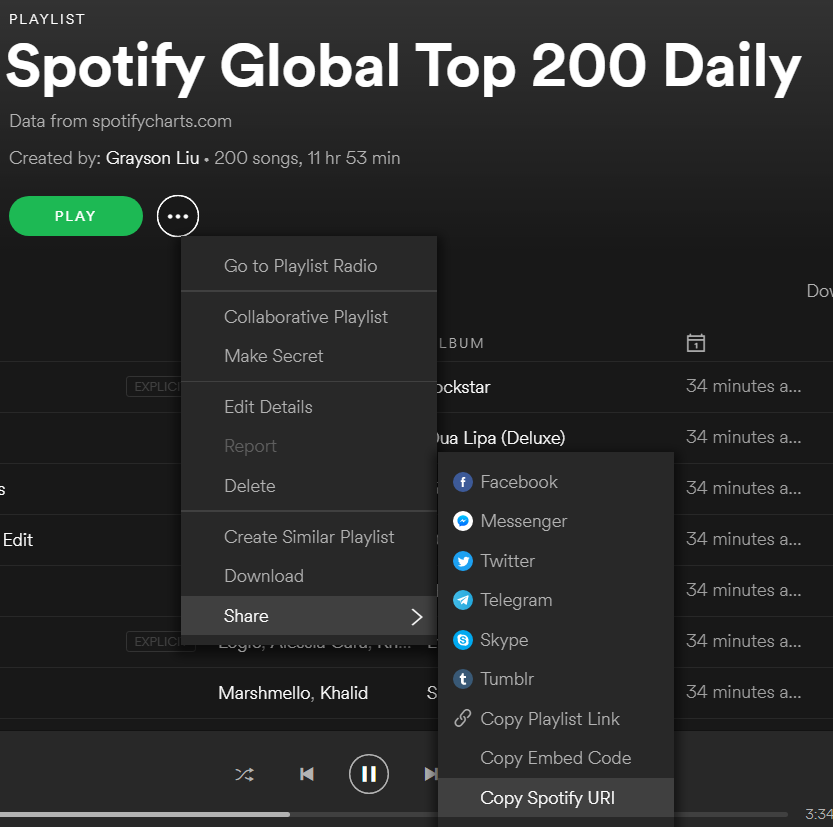 PLAYLIST
Spotify Global Top 200 Daily
Data from spotifycharts.com
Created by: Grayson Liu • 200 songs, 11 hr 53 min
PLAY
Go to Playlist Radio
Collaborative Playlist
Make Secret
Edit Details
Report
Delete
Create Similar Playlist
Download
Share
Dow
LBUM
1
EXPLICI
ockstar
34 minutes a...
Dua Lipa (Deluxe)
34 minutes a...
s
34 minutes a...
Edit
34 minutes a...
34 minutes a...
EXPLICIT
Logic, Alessia Cara, Kh...
34 minutes a...
Marshmello, Khalid
S
34 minutes a...
Facebook
Messenger
Twitter
Telegram
Skype
Tumblr
Copy Playlist Link
Copy Embed Code
Copy Spotify URI
3:34